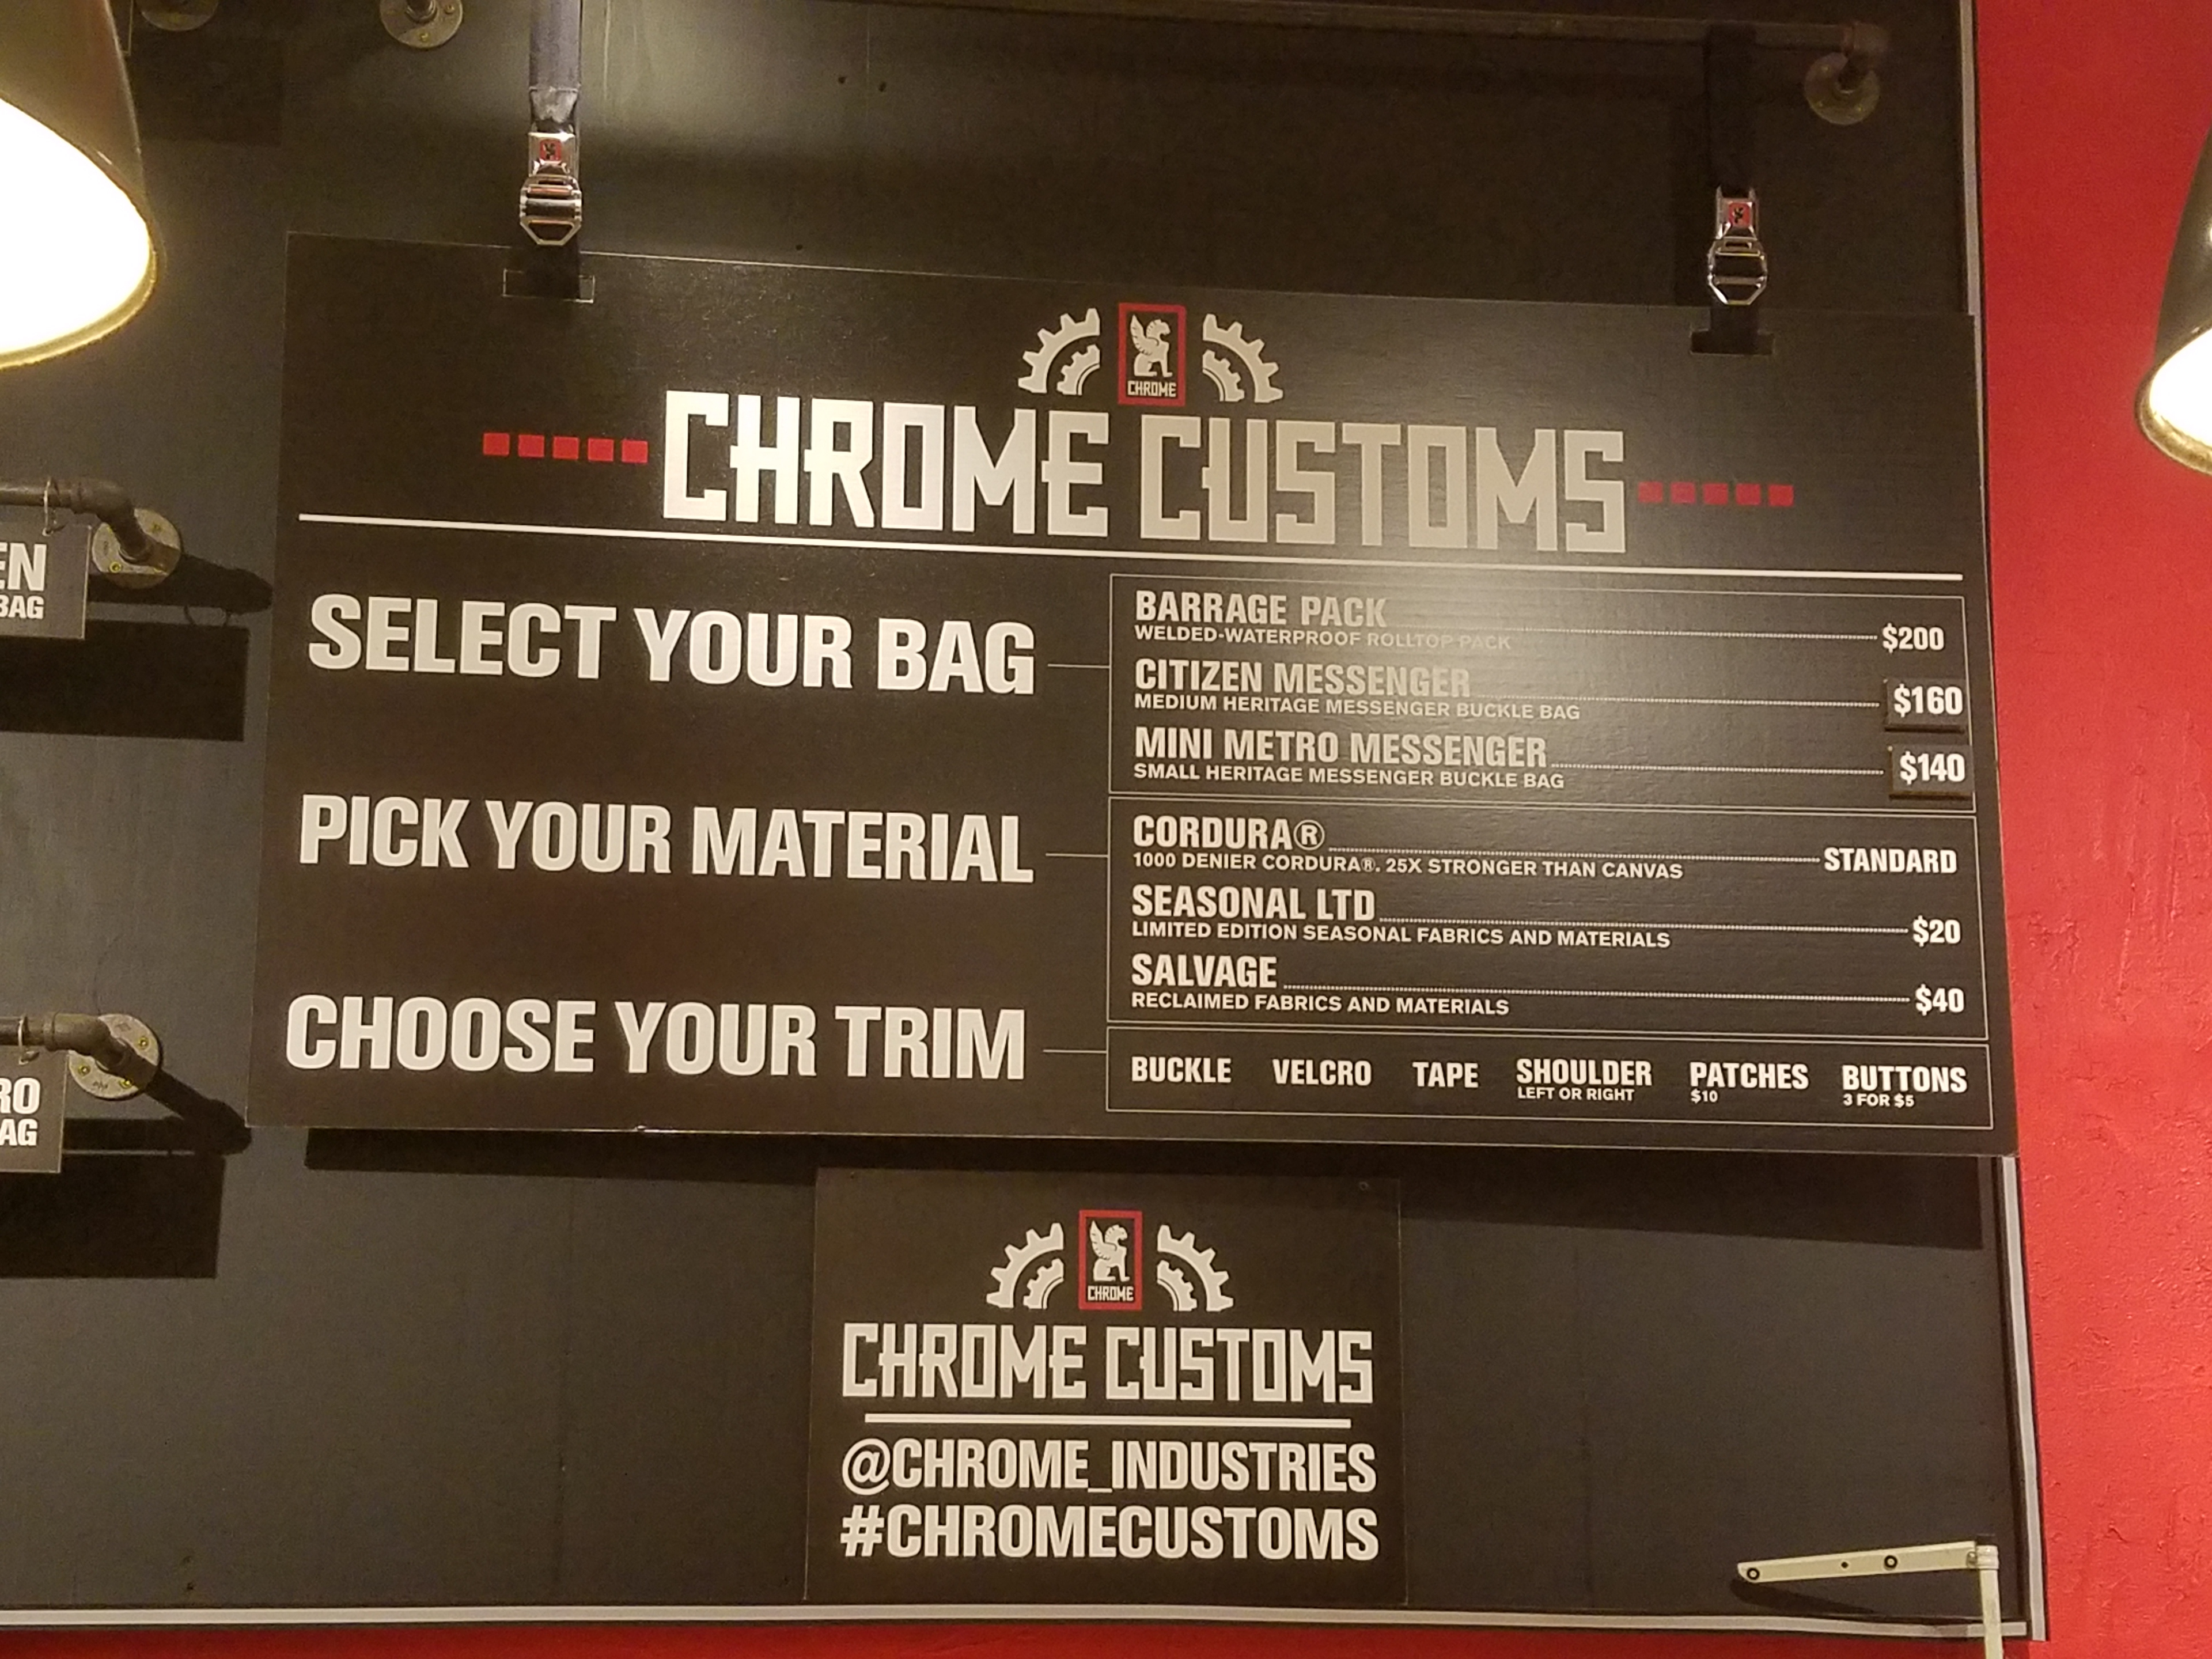 CHROME
CHROME CUSTOMS
SELECT YOUR BAG
BARRAGE PACK $200
WELDED-WATERPROOF ROLLTOP PACK
CITIZEN MESSENGER $160
MEDIUM HERITAGE MESSENGER BUCKLE BAG
MINI METRO MESSENGER $140
SMALL HERITAGE MESSENGER BUCKLE BAG
PICK YOUR MATERIAL
CORDURA® STANDARD
1000 DENIER CORDURA®. 25X STRONGER THAN CANVAS
SEASONAL LTD $20
LIMITED EDITION SEASONAL FABRICS AND MATERIALS
SALVAGE $40
RECLAIMED FABRICS AND MATERIALS
CHOOSE YOUR TRIM
BUCKLE VELCRO TAPE SHOULDER PATCHES BUTTONS
LEFT OR RIGHT $10 3 FOR $5
EN
BAG
RO
AG
CHROME
CHROME CUSTOMS
@CHROME_INDUSTRIES
#CHROMECUSTOMS